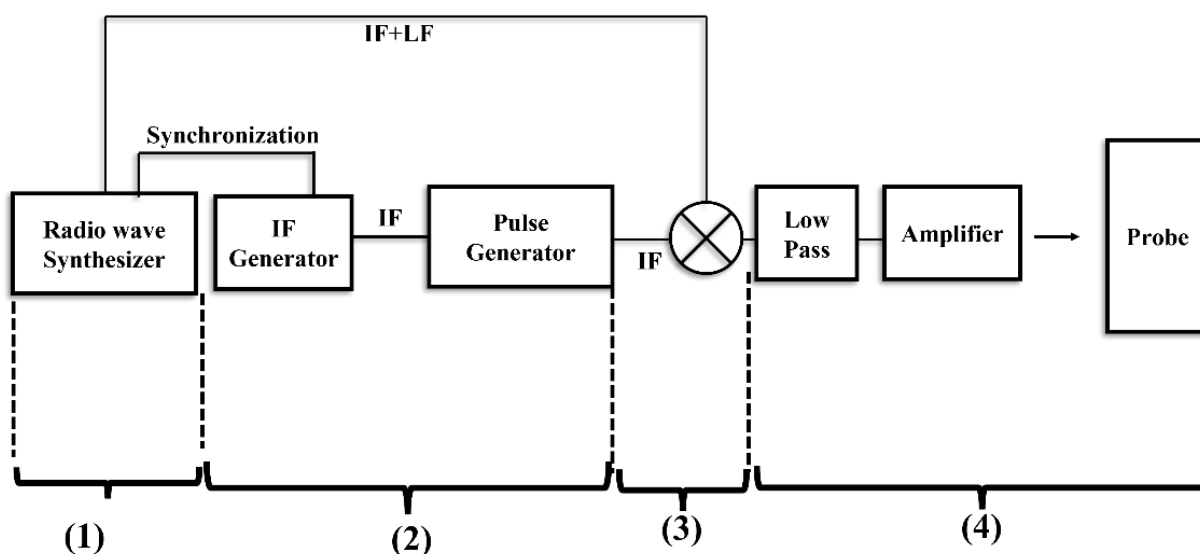 IF+LF
Synchronization
Radio wave
Synthesizer
IF
Generator
IF
Pulse
Generator
IF
Low
Pass
Amplifier
Probe
(1)
(2)
(3)
(4)